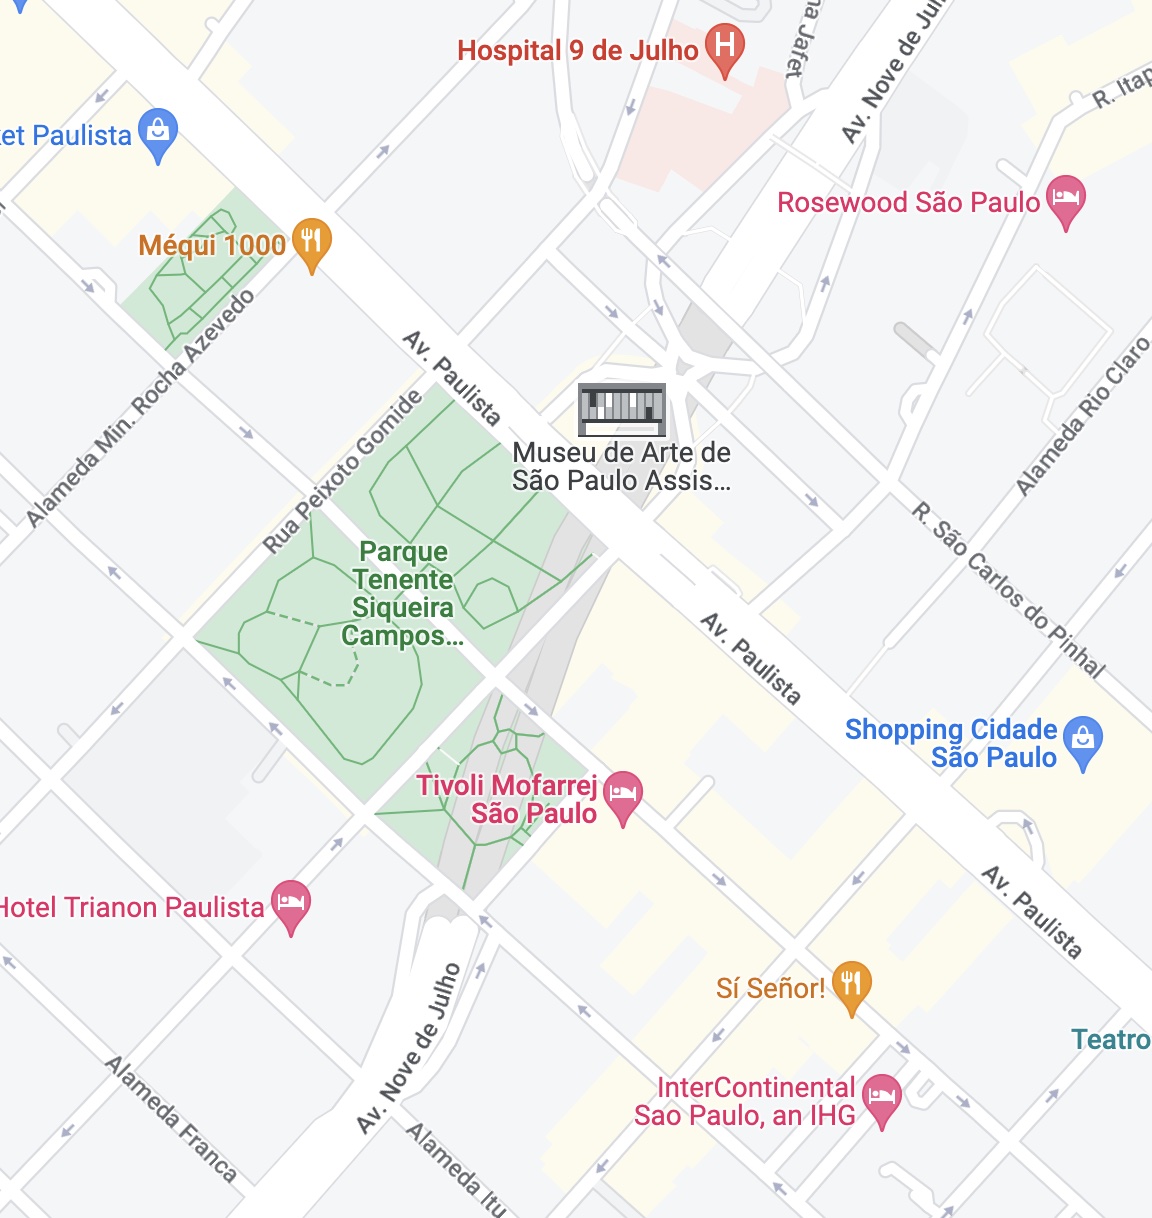 Hospital 9 de Julho
H
Av. Nove de Jul
na Jafet
R. Itap
et Paulista
Rosewood São Paulo
Méqui 1000
Alameda Min. Rocha Azevedo
Av. Paulista
Rua Peixoto Gomide
Museu de Arte de
São Paulo Assis...
Alameda Rio Claro
R. São Carlos do Pinhal
Parque
Tenente
Siqueira
Campos...
Av. Paulista
Shopping Cidade
São Paulo
Tivoli Mofarrej
São Paulo
Hotel Trianon Paulista
Av. Paulista
Av. Nove de Julho
Sí Señor!
Teatro
InterContinental
Sao Paulo, an IHG
Alameda Franca
Alameda Itu